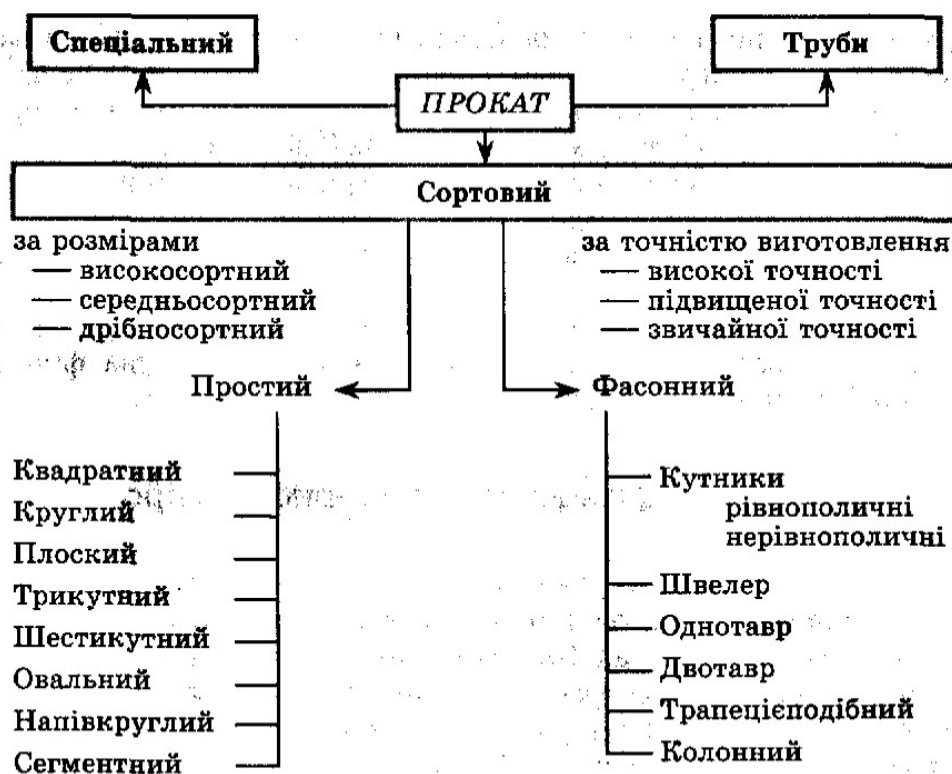 Спеціальний
Труби
ПРОКАТ
Сортовий
за розмірами
— високосортний
— середньосортний
— дрібносортний
за точністю виготовлення
— високої точності
— підвищеної точності
— звичайної точності
Простий
Фасонний
Квадратний
Круглий
Плоский
Трикутний
Шестикутний
Овальний
Напівкруглий
Сегментний
Кутники
рівнополичні
нерівнополичні
Швелер
Однотавр
Двотавр
Трапецієподібний
Колонний